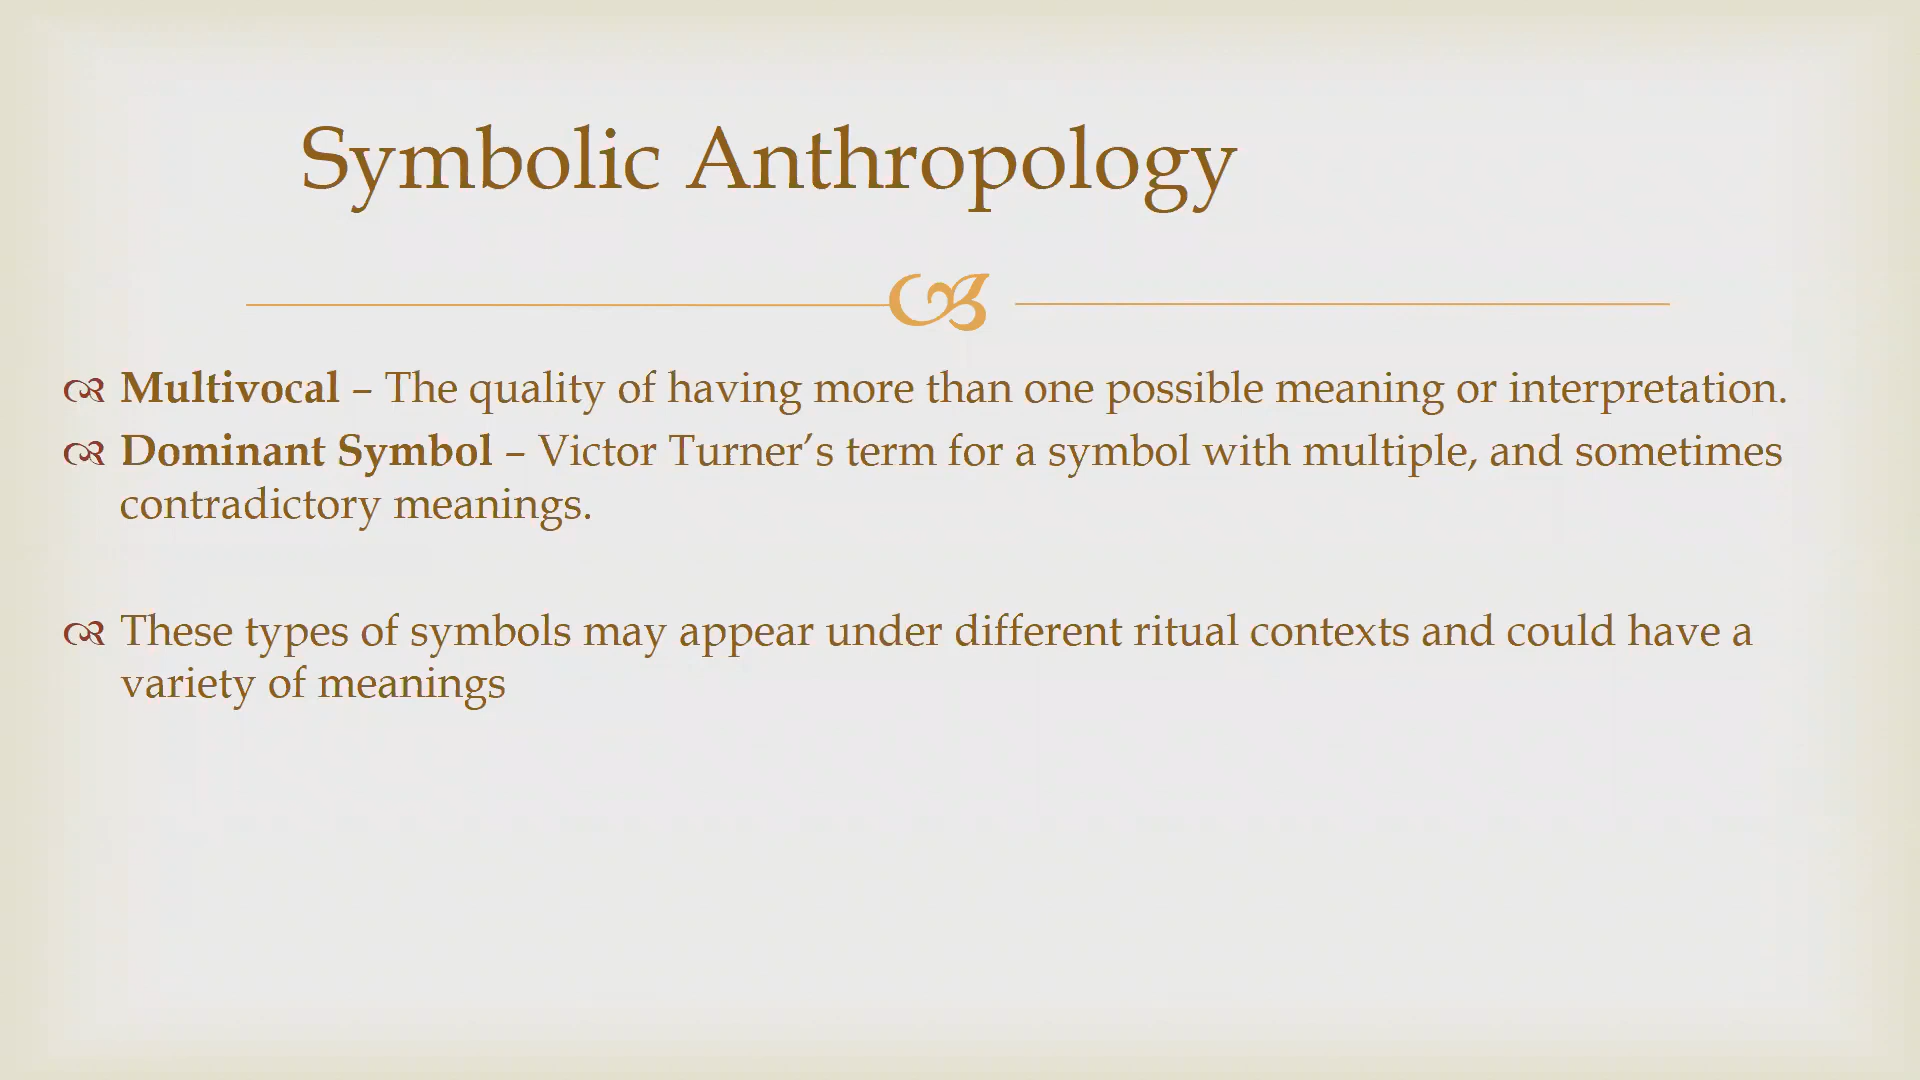 Symbolic Anthropology
Multivocal – The quality of having more than one possible meaning or interpretation.
Dominant Symbol – Victor Turner’s term for a symbol with multiple, and sometimes
contradictory meanings.
These types of symbols may appear under different ritual contexts and could have a
variety of meanings